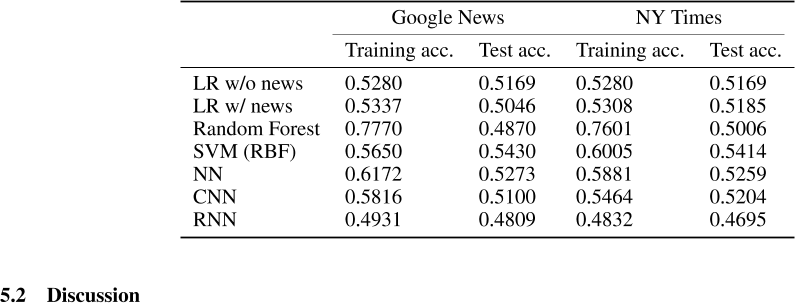 Google News NY Times
Training acc. Test acc. Training acc. Test acc.
LR w/o news 0.5280 0.5169 0.5280 0.5169
LR w/ news 0.5337 0.5046 0.5308 0.5185
Random Forest 0.7770 0.4870 0.7601 0.5006
SVM (RBF) 0.5650 0.5430 0.6005 0.5414
NN 0.6172 0.5273 0.5881 0.5259
CNN 0.5816 0.5100 0.5464 0.5204
RNN 0.4931 0.4809 0.4832 0.4695
5.2 Discussion